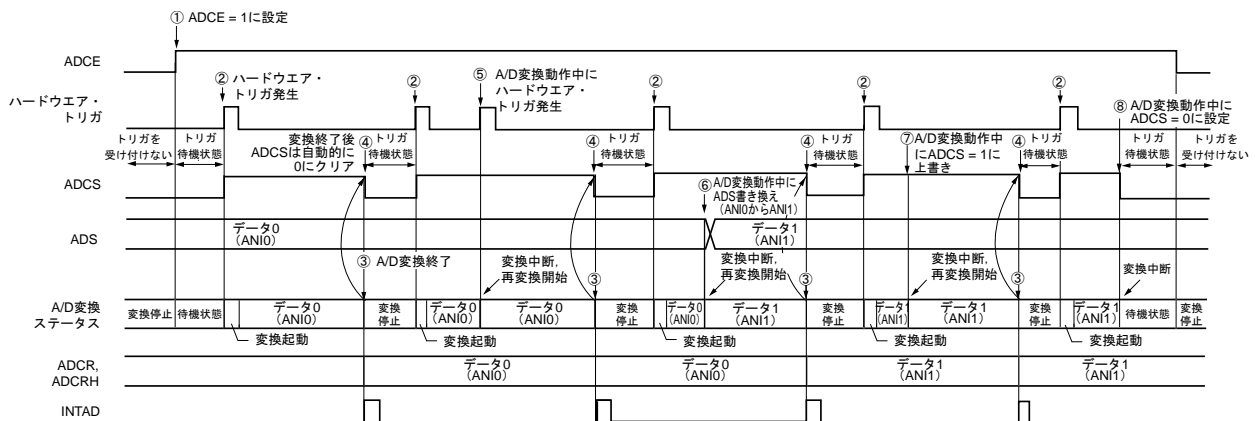 ① ADCE = 1に設定
ADCE
② ハードウエア・
トリガ発生
②
⑤ A/D変換動作中に
ハードウエア・
トリガ発生
②
②
②
⑧ A/D変換動作中に
ADCS = 0に設定
ハードウエア・
トリガ
トリガを
受け付けない
トリガ
待機状態
変換終了後
ADCSは自動的に
0にクリア
④
トリガ
待機状態
④
トリガ
待機状態
④
トリガ
待機状態
⑦ A/D変換動作中
にADCS = 1に
上書き
④
トリガ
待機状態
トリガ
待機状態
トリガを
受け付けない
ADCS
⑥ A/D変換動作中に
ADS書き換え
(ANI0からANI1)
ADS
データ0
(ANI0)
データ1
(ANI1)
③ A/D変換終了
変換中断,
再変換開始
③
変換中断,
再変換開始
③
変換中断,
再変換開始
③
変換中断
A/D変換
ステータス
変換停止
待機状態
データ0
(ANI0)
変換
停止
データ0
(ANI0)
データ0
(ANI0)
変換
停止
データ0
(ANI0)
データ1
(ANI1)
変換
停止
データ1
(ANI1)
データ1
(ANI1)
変換
停止
データ1
(ANI1)
待機状態
変換
停止
変換起動
変換起動
変換起動
変換起動
変換起動
ADCR,
ADCRH
データ0
(ANI0)
データ0
(ANI0)
データ1
(ANI1)
データ1
(ANI1)
INTAD